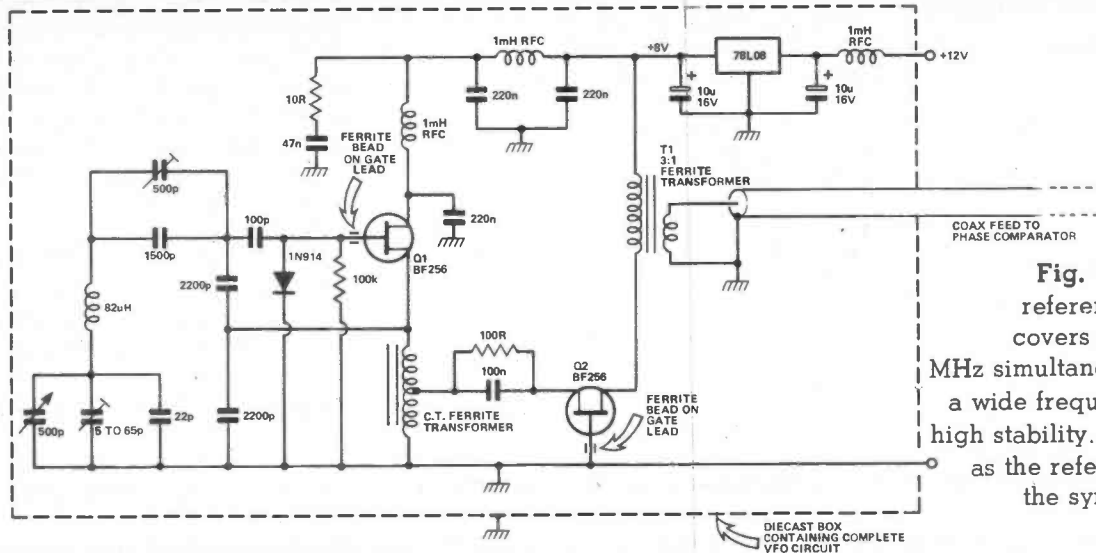 1mH RFC
+8V
78L08
1mH
RFC
+12V
10R
220n
220n
+
10u
16V
+
10u
16V
47n
1mH
RFC
FERRITE
BEAD
ON GATE
LEAD
T1
3:1
FERRITE
TRANSFORMER
500p
220n
COAX FEED TO
PHASE COMPARATOR
100p
1500p
1N914
Q1
BF256
100k
2200p
82uH
100R
100n
Q2
BF256
FERRITE
BEAD ON
GATE
LEAD
C.T. FERRITE
TRANSFORMER
500p
5 TO 65p
22p
2200p
DIECAST BOX
CONTAINING COMPLETE
VFO CIRCUIT
Fig.
refere
covers
MHz simultan
a wide frequ
high stability.
as the refe
the sy